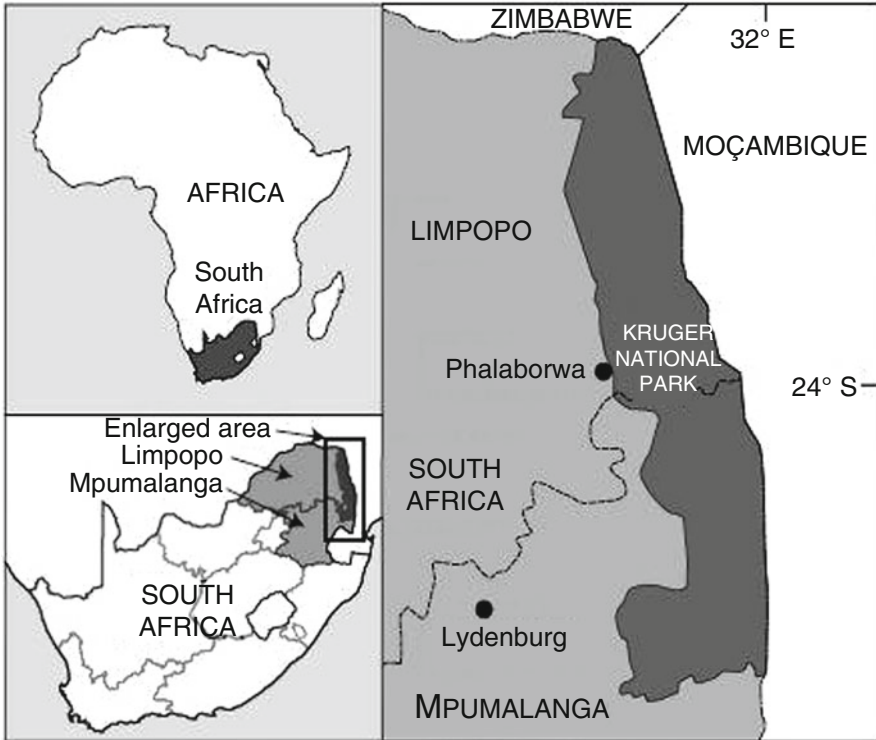 AFRICA
South
Africa
Enlarged area
Limpopo
Mpumalanga
SOUTH
AFRICA
ZIMBABWE
32° E
MOÇAMBIQUE
LIMPOPO
KRUGER
NATIONAL
PARK
Phalaborwa
24° S
SOUTH
AFRICA
Lydenburg
MPUMALANGA